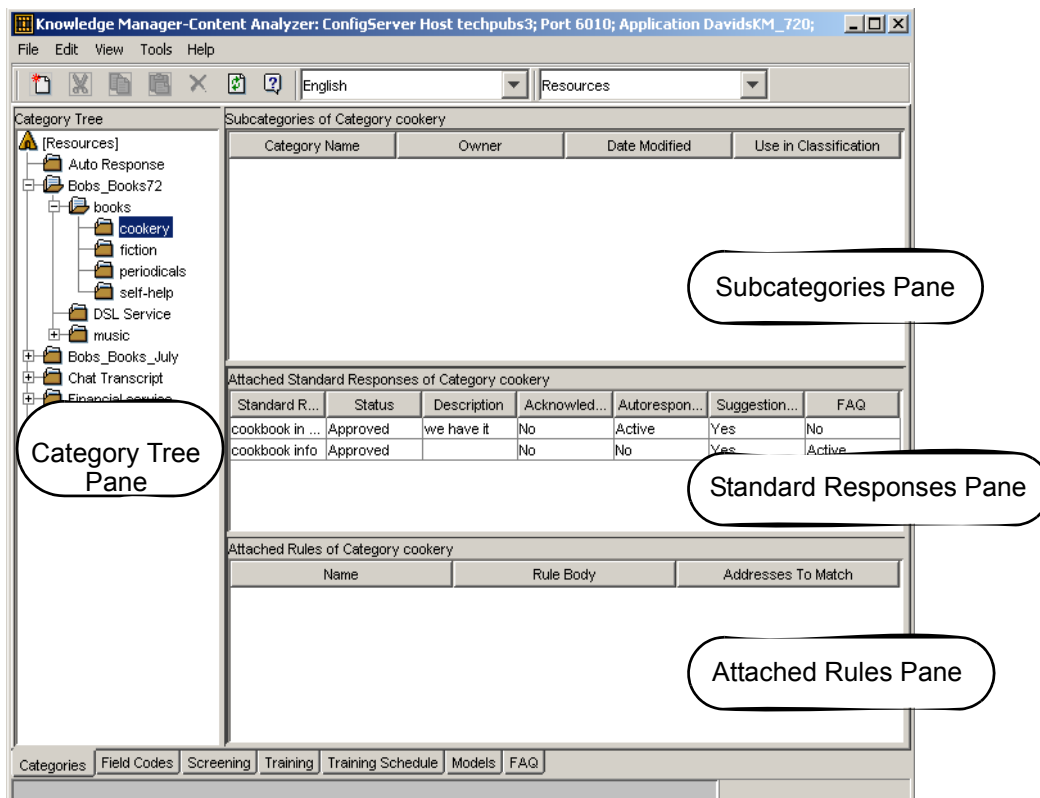 Knowledge Manager-Content Analyzer: ConfigServer Host techpubs3; Port 6010; Application DavidsKM_720;
File Edit View Tools Help
English Resources
Category Tree
[Resources]
Auto Response
Bobs_Books72
books
cookery
fiction
periodicals
self-help
DSL Service
music
Bobs_Books_July
Chat Transcript
Financial service
Category Tree
Pane
Subcategories of Category cookery
Category Name Owner Date Modified Use in Classification
Subcategories Pane
Attached Standard Responses of Category cookery
Standard R... Status Description Acknowled... Autorespon... Suggestion... FAQ
cookbook in ... Approved we have it No Active Yes No
cookbook info Approved No No Yes Active
Standard Responses Pane
Attached Rules of Category cookery
Name Rule Body Addresses To Match
Attached Rules Pane
Categories Field Codes Screening Training Training Schedule Models FAQ